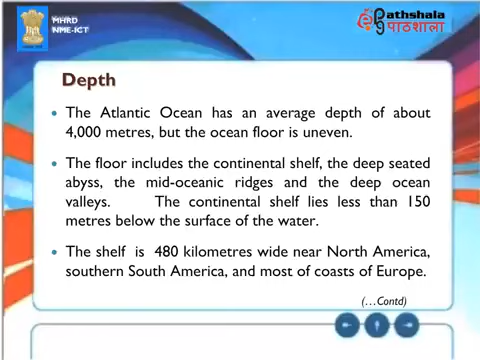 MHRD
NME-ICT
Pathshala
पाठशाला
Depth
• The Atlantic Ocean has an average depth of about
4,000 metres, but the ocean floor is uneven.
• The floor includes the continental shelf, the deep seated
abyss, the mid-oceanic ridges and the deep ocean
valleys. The continental shelf lies less than 150
metres below the surface of the water.
• The shelf is 480 kilometres wide near North America,
southern South America, and most of coasts of Europe.
(...Contd)